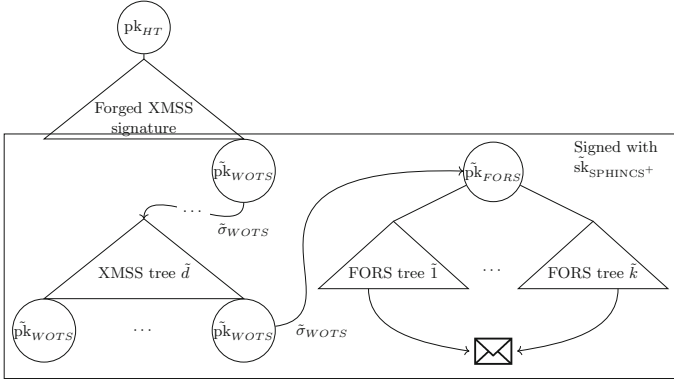 pk_HT
Forged XMSS
signature
p̃k_WOTS
Signed with
s̃k_SPHINCS⁺
p̃k_FORS
...
σ̃_WOTS
XMSS tree d̃
FORS tree 1̃
...
FORS tree k̃
p̃k_WOTS
...
p̃k_WOTS
σ̃_WOTS